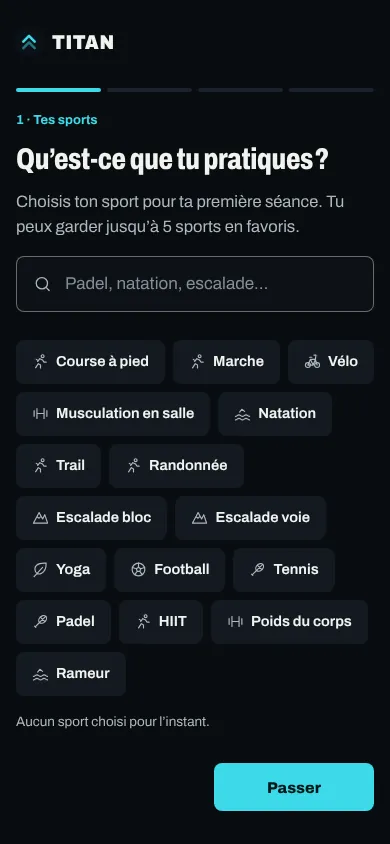 TITAN
1 · Tes sports
Qu’est-ce que tu pratiques ?
Choisis ton sport pour ta première séance. Tu
peux garder jusqu’à 5 sports en favoris.
Padel, natation, escalade…
Course à pied
Marche
Vélo
Musculation en salle
Natation
Trail
Randonnée
Escalade bloc
Escalade voie
Yoga
Football
Tennis
Padel
HIIT
Poids du corps
Rameur
Aucun sport choisi pour l’instant.
Passer